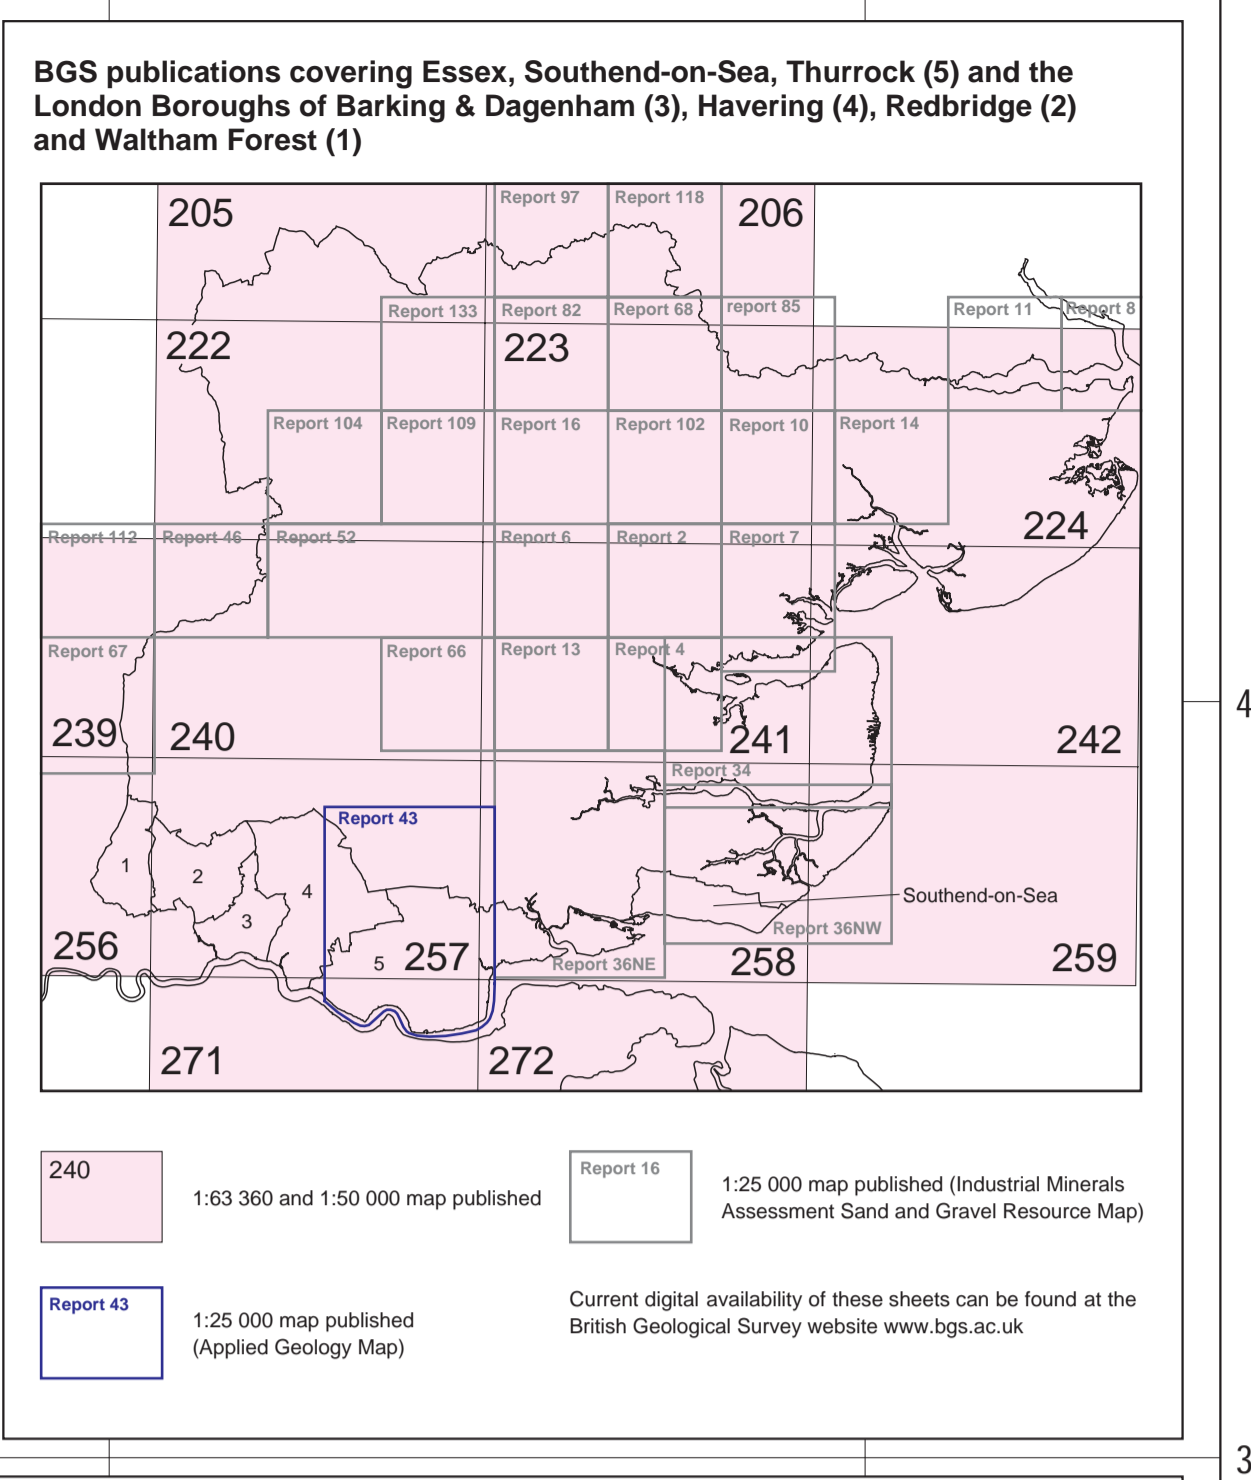 BGS publications covering Essex, Southend-on-Sea, Thurrock (5) and the
London Boroughs of Barking & Dagenham (3), Havering (4), Redbridge (2)
and Waltham Forest (1)
Report 97
Report 118
205
206
Report 133
Report 82
Report 68
report 85
Report 11
Report 8
222
223
Report 104
Report 109
Report 16
Report 102
Report 10
Report 14
224
Report 112
Report 46
Report 52
Report 6
Report 2
Report 7
Report 67
Report 66
Report 13
Report 4
239
240
241
242
4
Report 34
Report 43
1
2
4
3
Southend-on-Sea
Report 36NW
256
5
257
Report 36NE
258
259
271
272
240
1:63 360 and 1:50 000 map published
Report 16
1:25 000 map published (Industrial Minerals
Assessment Sand and Gravel Resource Map)
Report 43
1:25 000 map published
(Applied Geology Map)
Current digital availability of these sheets can be found at the
British Geological Survey website www.bgs.ac.uk
3